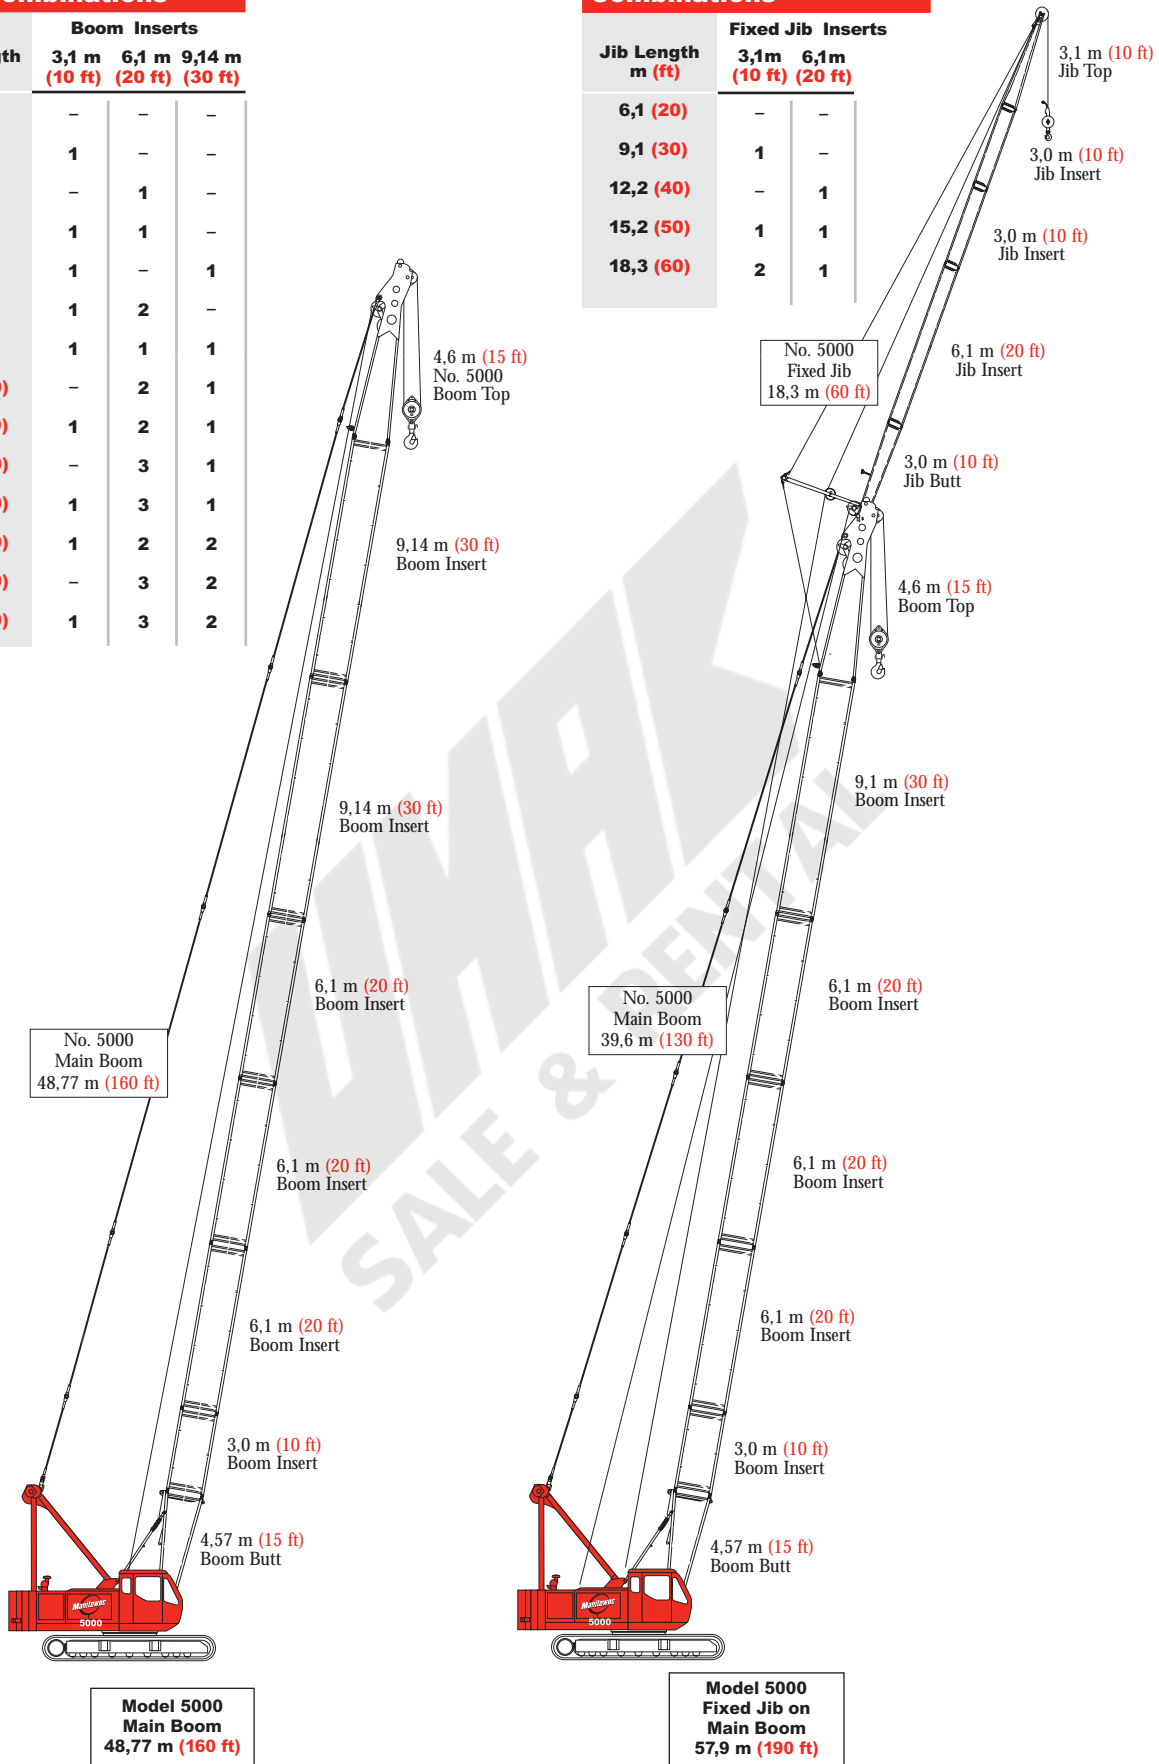 Combinations
Boom Inserts
3,1 m 6,1 m 9,14 m
(10 ft) (20 ft) (30 ft)
– – –
1 – –
– 1 –
1 1 –
1 – 1
1 2 –
1 1 1
– 2 1
1 2 1
– 3 1
1 3 1
1 2 2
– 3 2
1 3 2
4,6 m (15 ft)
No. 5000
Boom Top
9,14 m (30 ft)
Boom Insert
9,14 m (30 ft)
Boom Insert
6,1 m (20 ft)
Boom Insert
No. 5000
Main Boom
48,77 m (160 ft)
6,1 m (20 ft)
Boom Insert
6,1 m (20 ft)
Boom Insert
3,0 m (10 ft)
Boom Insert
4,57 m (15 ft)
Boom Butt
Manitowoc
5000
Model 5000
Main Boom
48,77 m (160 ft)
Combinations
Fixed Jib Inserts
Jib Length 3,1m 6,1m
m (ft) (10 ft) (20 ft)
6,1 (20) – –
9,1 (30) 1 –
12,2 (40) – 1
15,2 (50) 1 1
18,3 (60) 2 1
3,1 m (10 ft)
Jib Top
3,0 m (10 ft)
Jib Insert
3,0 m (10 ft)
Jib Insert
No. 5000
Fixed Jib
18,3 m (60 ft)
6,1 m (20 ft)
Jib Insert
3,0 m (10 ft)
Jib Butt
4,6 m (15 ft)
Boom Top
9,1 m (30 ft)
Boom Insert
6,1 m (20 ft)
Boom Insert
No. 5000
Main Boom
39,6 m (130 ft)
6,1 m (20 ft)
Boom Insert
6,1 m (20 ft)
Boom Insert
3,0 m (10 ft)
Boom Insert
4,57 m (15 ft)
Boom Butt
Manitowoc
5000
Model 5000
Fixed Jib on
Main Boom
57,9 m (190 ft)
SALE & RENTAL